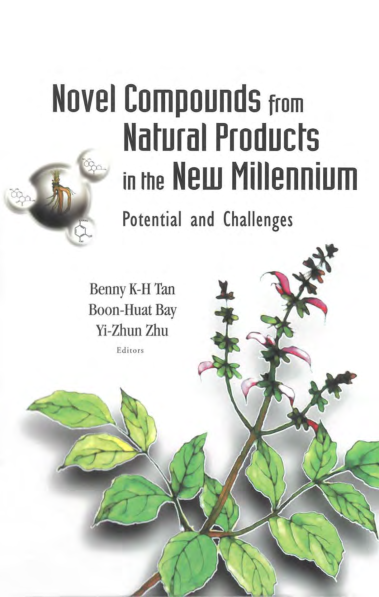 Novel Compounds from
Natural Products
in the New Millennium
Potential and Challenges
Benny K-H Tan
Boon-Huat Bay
Yi-Zhun Zhu
Editors